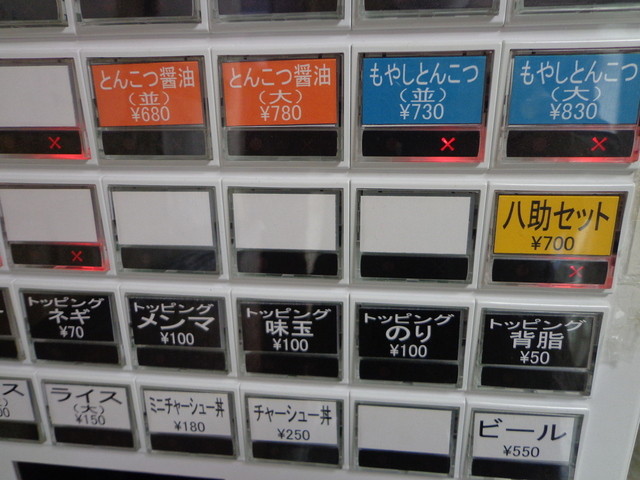 とんこつ醤油
(並)
¥680
とんこつ醤油
(大)
¥780
もやしとんこつ
(並)
¥730
もやしとんこつ
(大)
¥830
八助セット
¥700
トッピング
ネギ
¥70
トッピング
メンマ
¥100
トッピング
味玉
¥100
トッピング
のり
¥100
トッピング
背脂
¥50
ライス
(大)
¥150
ミニチャーシュー丼
¥180
チャーシュー丼
¥250
ビール
¥550